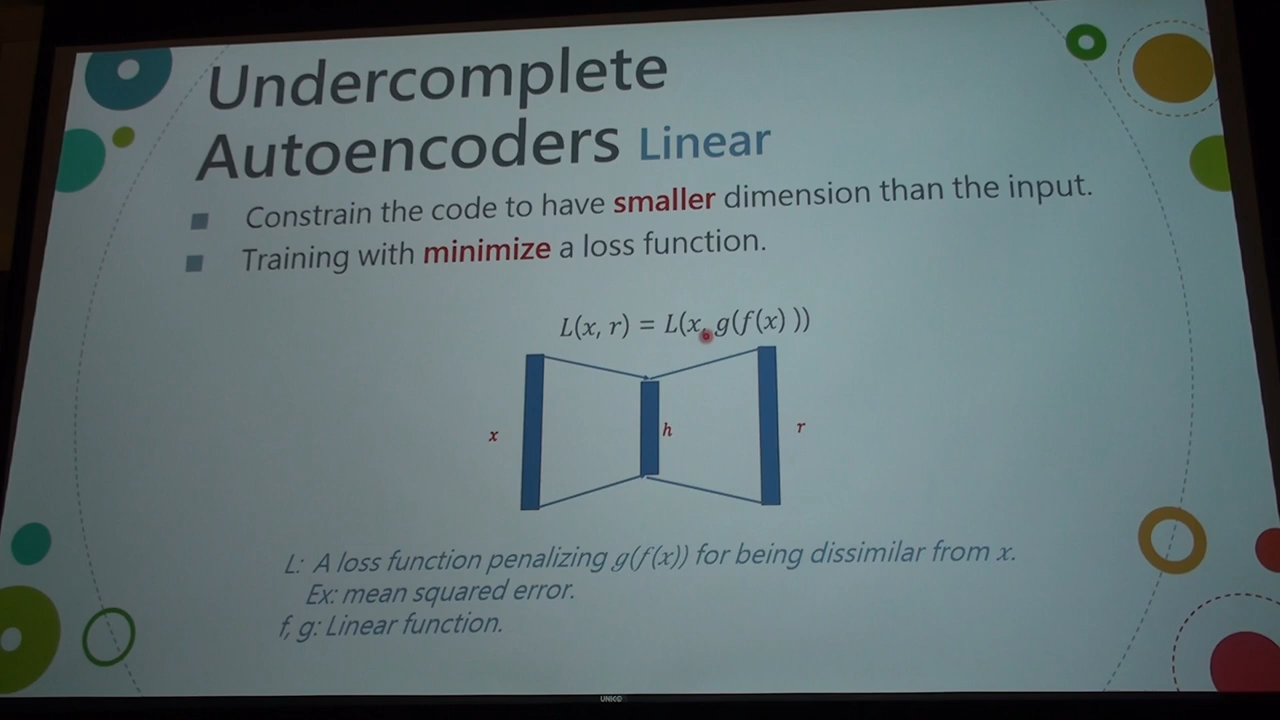 Undercomplete
Autoencoders Linear
Constrain the code to have smaller dimension than the input.
Training with minimize a loss function.
L(x, r) = L(x, g(f(x) ))
x
h
r
L: A loss function penalizing g(f(x)) for being dissimilar from x.
Ex: mean squared error.
f, g: Linear function.
UNICO